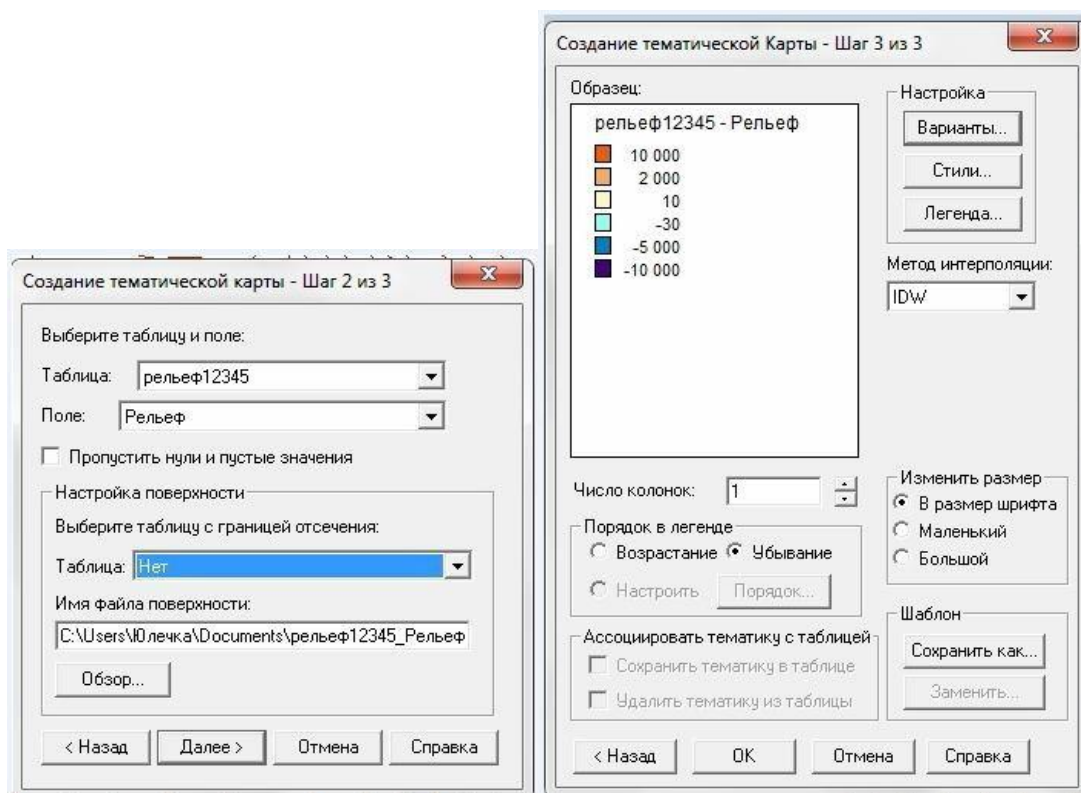 Создание тематической карты - Шаг 2 из 3
Выберите таблицу и поле:
Таблица: рельеф12345
Поле: Рельеф
Пропустить нули и пустые значения
Настройка поверхности
Выберите таблицу с границей отсечения:
Таблица: Нет
Имя файла поверхности:
C:\Users\Юлечка\Documents\рельеф12345_Рельеф
Обзор...
< Назад Далее > Отмена Справка
Создание тематической Карты - Шаг 3 из 3
Образец:
рельеф12345 - Рельеф
10 000
2 000
10
-30
-5 000
-10 000
Настройка
Варианты...
Стили...
Легенда...
Метод интерполяции:
IDW
Число колонок: 1
Порядок в легенде
Возрастание Убывание
Настроить Порядок...
Изменить размер
В размер шрифта
Маленький
Большой
Ассоциировать тематику с таблицей
Сохранить тематику в таблице
Удалить тематику из таблицы
Шаблон
Сохранить как...
Заменить...
< Назад OK Отмена Справка